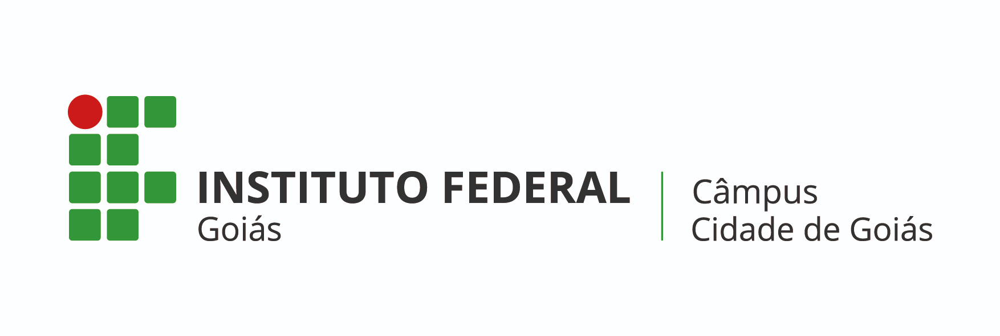 INSTITUTO FEDERAL
Goiás
Câmpus
Cidade de Goiás